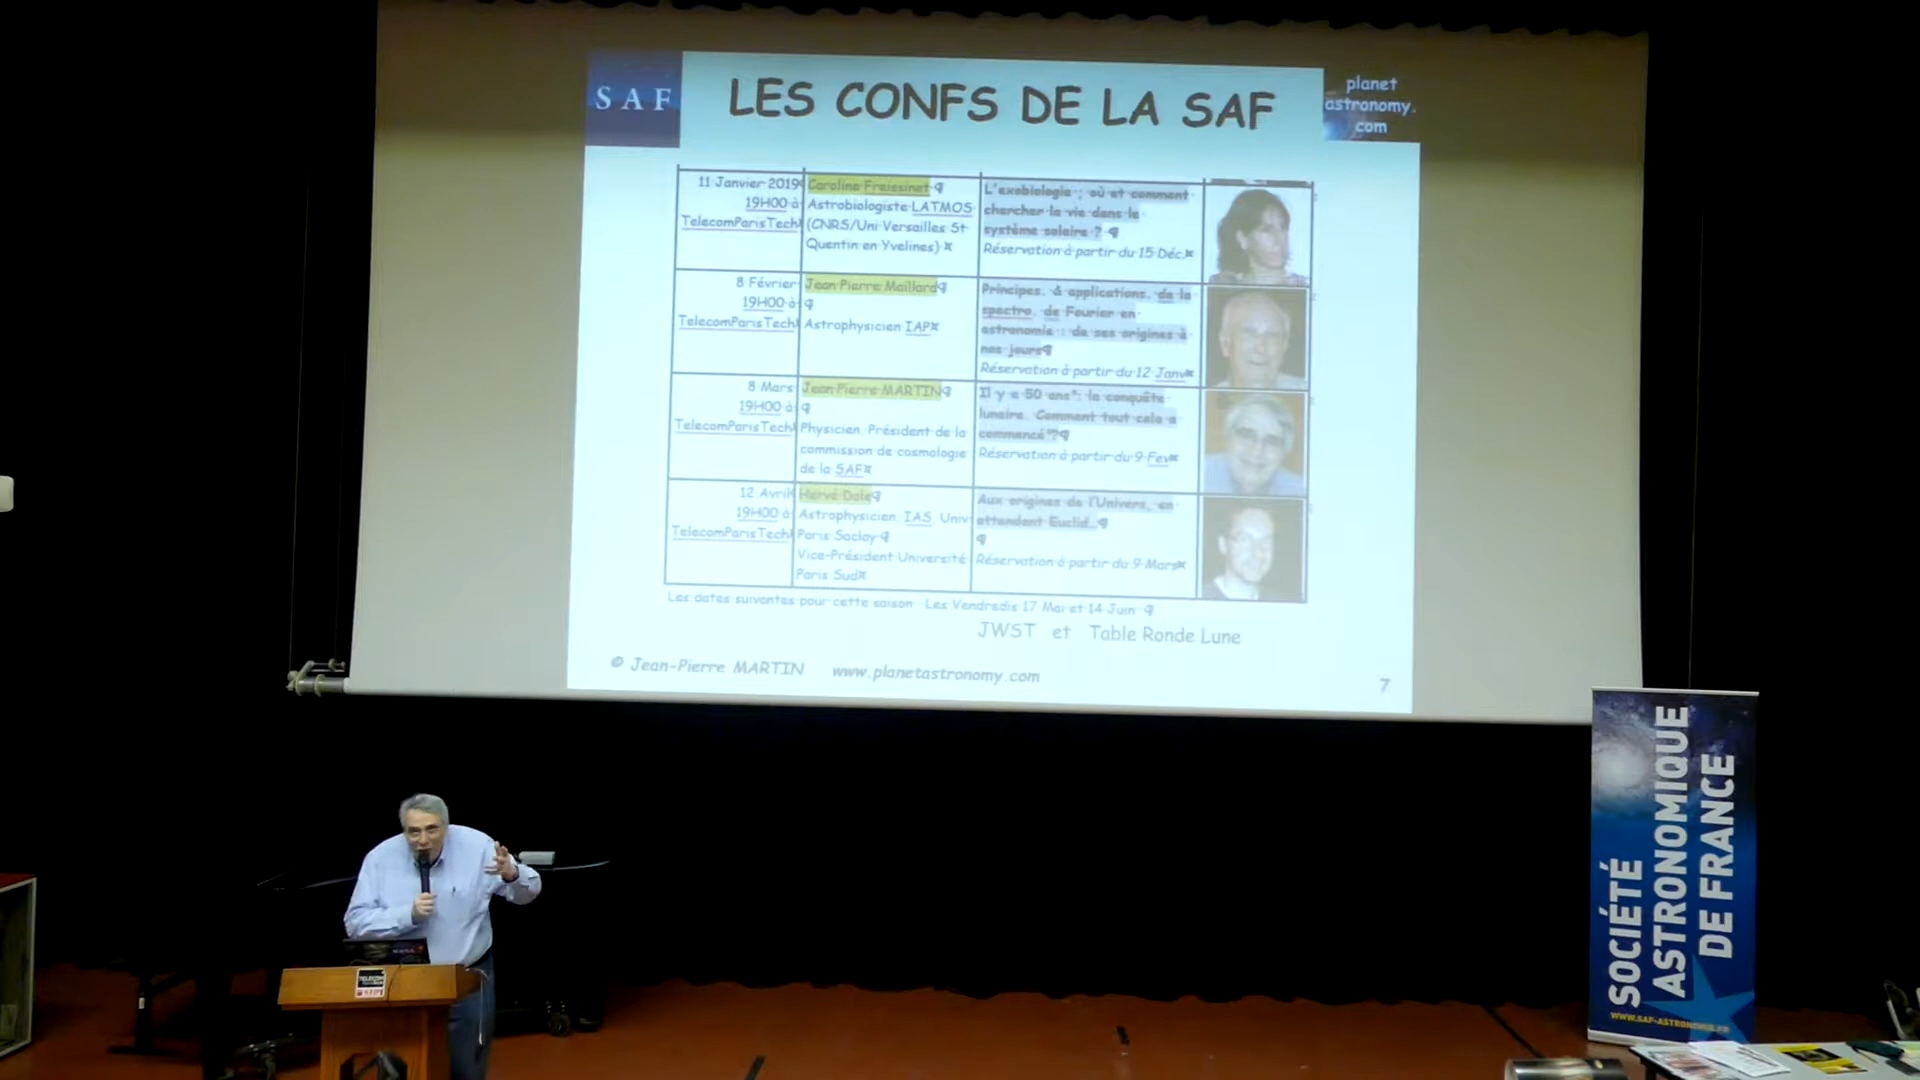 SAF
LES CONFS DE LA SAF
planet
astronomy.
com
11 Janvier 2019
19H00 à
TelecomParisTech
Caroline Freissinet ¶
Astrobiologiste LATMOS
(CNRS/Uni Versailles St
Quentin en Yvelines) ¤
L'exobiologie ; où et comment
chercher la vie dans le
système solaire ? ¶
Réservation à partir du 15 Déc.¤
8 Février
19H00 à
TelecomParisTech
Jean Pierre Maillard¶
¶
Astrophysicien IAP¤
Principes. & applications. de la
spectro. de Fourier en
astronomie : de ses origines à
nos jours¶
Réservation à partir du 12 Janv¤
8 Mars
19H00 à
TelecomParisTech
Jean Pierre MARTIN¶
¶
Physicien, Président de la
commission de cosmologie
de la SAF¤
Il y a 50 ans°: la conquête
lunaire. Comment tout cela a
commencé°?¶
Réservation à partir du 9 Fev¤
12 Avril
19H00 à
TelecomParisTech
Hervé Dole¶
Astrophysicien, IAS, Univ
Paris Saclay ¶
Vice-Président Université
Paris Sud¤
Aux origines de l'Univers, en
attendant Euclid..¶
¶
Réservation à partir du 9 Mars¤
Les dates suivantes pour cette saison Les Vendredis 17 Mai et 14 Juin ¶
JWST et Table Ronde Lune
© Jean-Pierre MARTIN www.planetastronomy.com
7
SOCIÉTÉ
ASTRONOMIQUE
DE FRANCE
WWW.SAF-ASTRONOMIE.FR
TELECOM